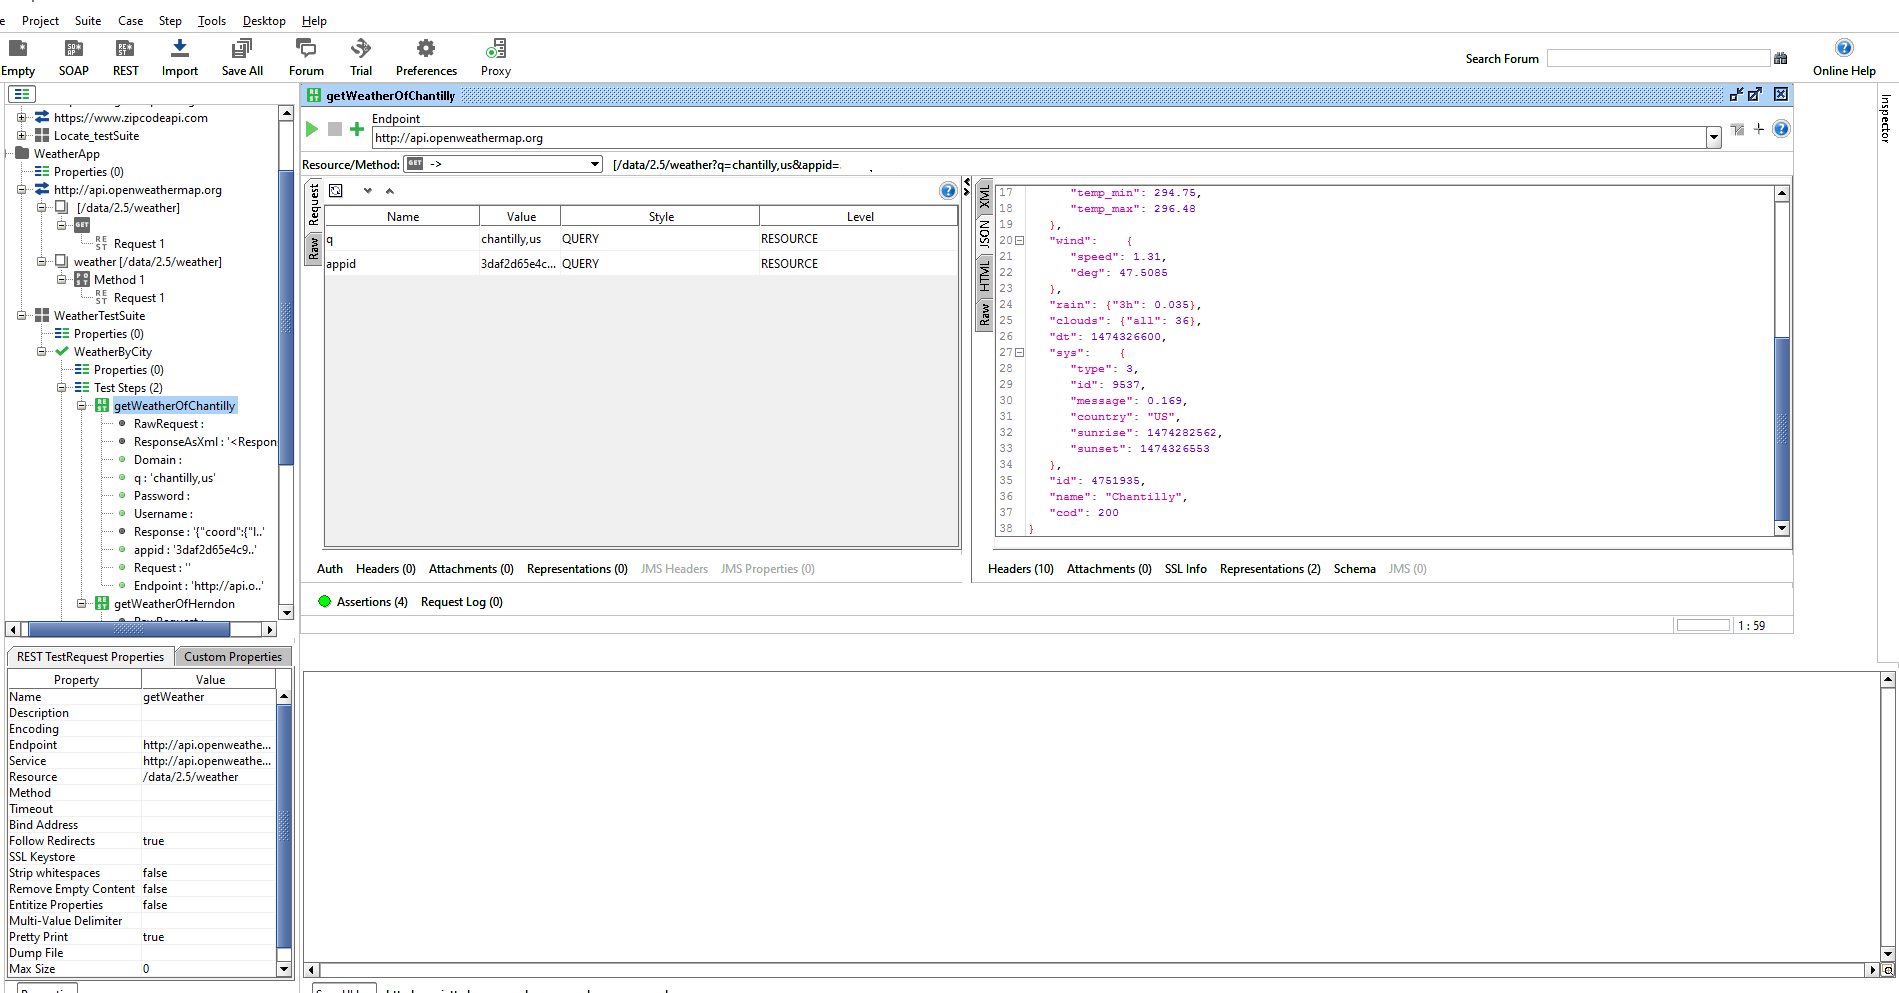 Project Suite Case Step Tools Desktop Help
Empty SOAP REST Import Save All Forum Trial Preferences Proxy
Search Forum
Online Help
https://www.zipcodeapi.com
Locate_testSuite
WeatherApp
Properties (0)
http://api.openweathermap.org
[/data/2.5/weather]
GET
Request 1
weather [/data/2.5/weather]
Method 1
Request 1
WeatherTestSuite
Properties (0)
WeatherByCity
Properties (0)
Test Steps (2)
getWeatherOfChantilly
RawRequest :
ResponseAsXml : '<Respon
Domain :
q : 'chantilly,us'
Password :
Username :
Response : '{"coord":{"l..'
appid : '3daf2d65e4c9..'
Request : ''
Endpoint : 'http://api.o..'
getWeatherOfHerndon
RawRequest :
REST TestRequest Properties Custom Properties
Property Value
Name getWeather
Description
Encoding
Endpoint http://api.openweathe...
Service http://api.openweathe...
Resource /data/2.5/weather
Method
Timeout
Bind Address
Follow Redirects true
SSL Keystore
Strip whitespaces false
Remove Empty Content false
Entitize Properties false
Multi-Value Delimiter
Pretty Print true
Dump File
Max Size 0
getWeatherOfChantilly
Endpoint
http://api.openweathermap.org
Resource/Method: GET -> [/data/2.5/weather?q=chantilly,us&appid=
Request
Raw
Name Value Style Level
q chantilly,us QUERY RESOURCE
appid 3daf2d65e4c... QUERY RESOURCE
Auth Headers (0) Attachments (0) Representations (0) JMS Headers JMS Properties (0)
XML
JSON
HTML
Raw
17 "temp_min": 294.75,
18 "temp_max": 296.48
19 },
20 "wind": {
21 "speed": 1.31,
22 "deg": 47.5085
23 },
24 "rain": {"3h": 0.035},
25 "clouds": {"all": 36},
26 "dt": 1474326600,
27 "sys": {
28 "type": 3,
29 "id": 9537,
30 "message": 0.169,
31 "country": "US",
32 "sunrise": 1474282562,
33 "sunset": 1474326553
34 },
35 "id": 4751935,
36 "name": "Chantilly",
37 "cod": 200
38 }
Headers (10) Attachments (0) SSL Info Representations (2) Schema JMS (0)
Assertions (4) Request Log (0)
1 : 59
Inspector